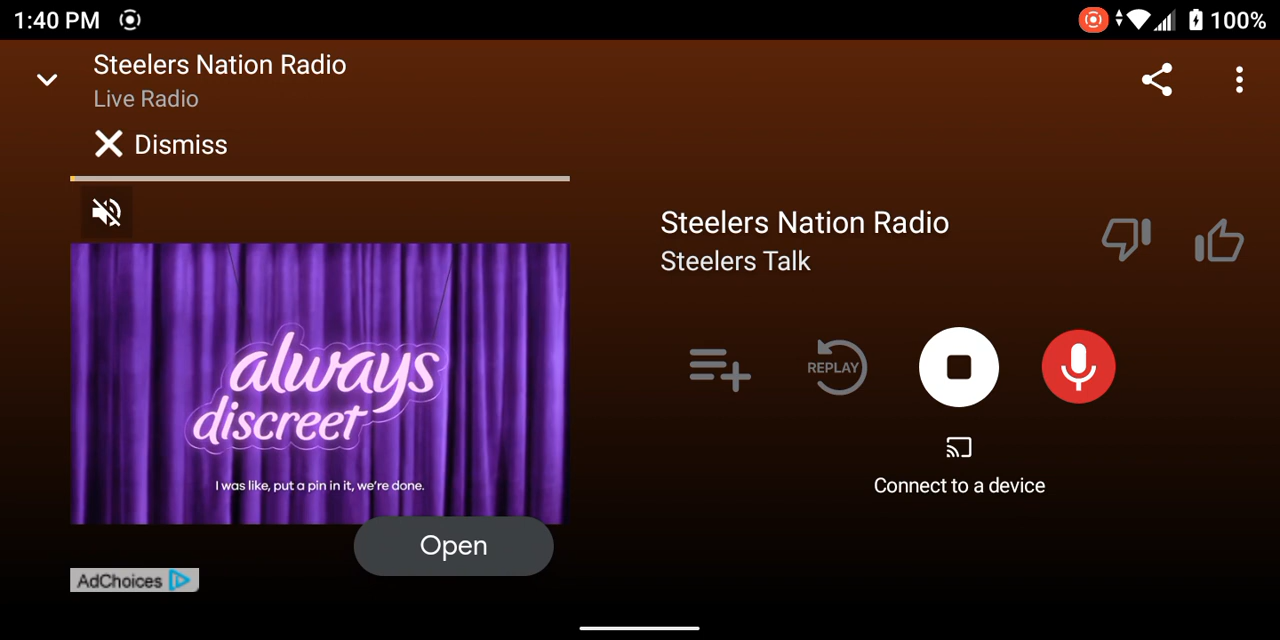 1:40 PM
100%
Steelers Nation Radio
Live Radio
Dismiss
always
discreet
I was like, put a pin in it, we're done.
Open
AdChoices
Steelers Nation Radio
Steelers Talk
REPLAY
Connect to a device